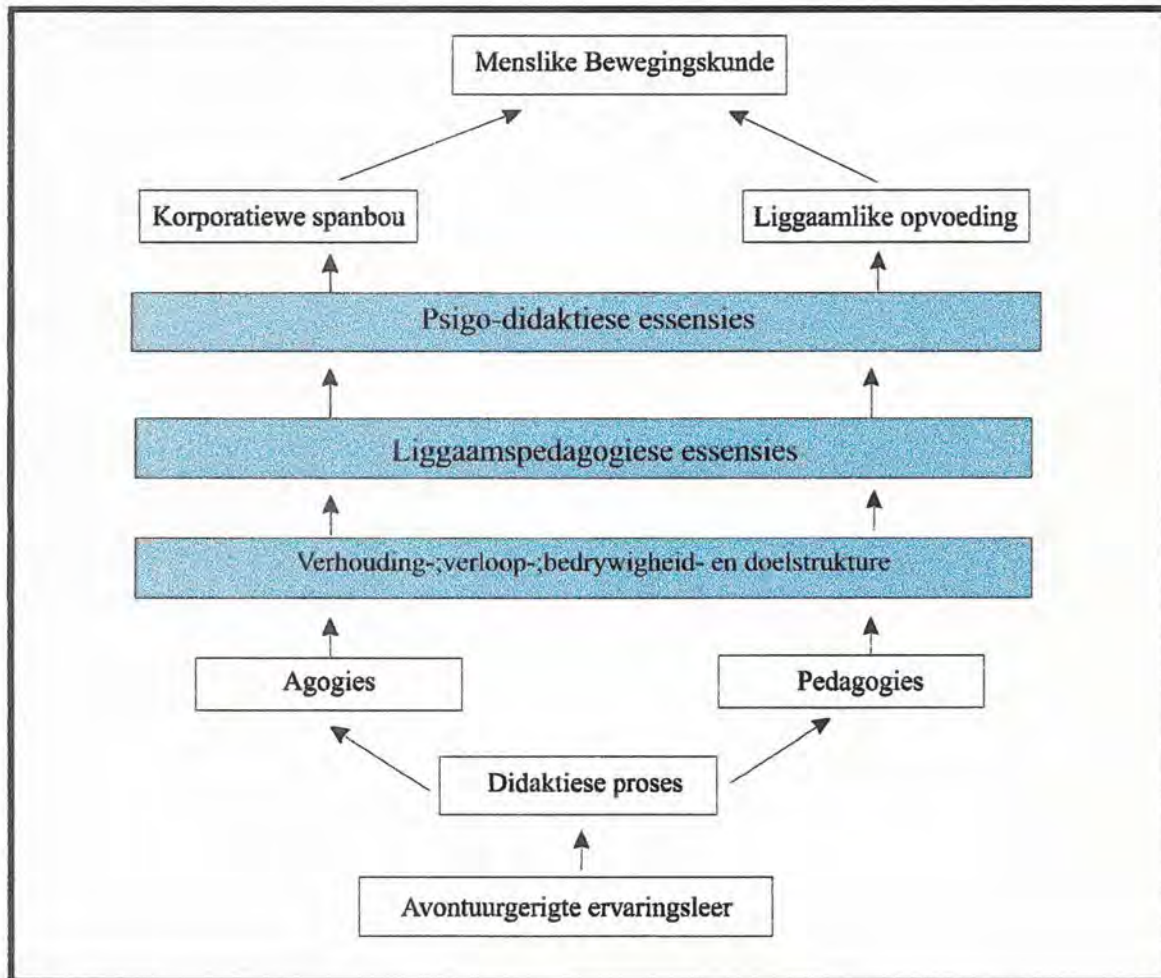 Menslike Bewegingskunde
Korporatiewe spanbou
Liggaamlike opvoeding
Psigo-didaktiese essensies
Liggaamspedagogiese essensies
Verhouding-;verloop-;bedrywigheid- en doelstrukture
Agogies
Pedagogies
Didaktiese proses
Avontuurgerigte ervaringsleer